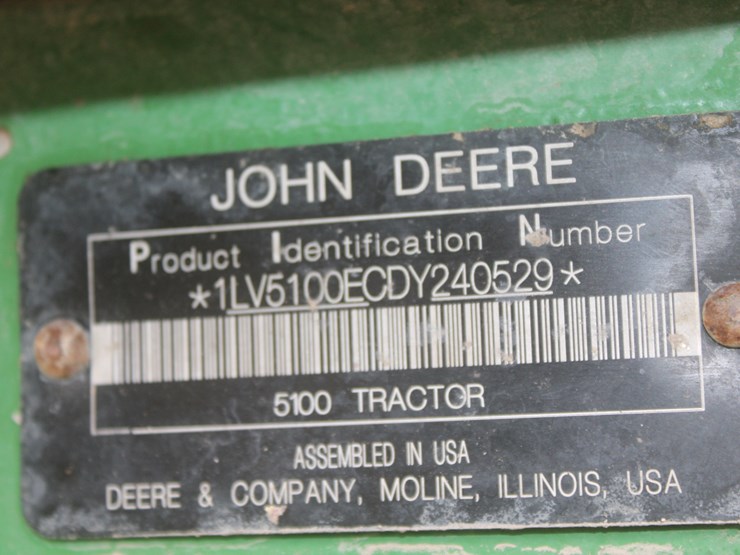 JOHN DEERE
Product Identification Number
*1LV5100ECDY240529*
5100 TRACTOR
ASSEMBLED IN USA
DEERE & COMPANY, MOLINE, ILLINOIS, USA